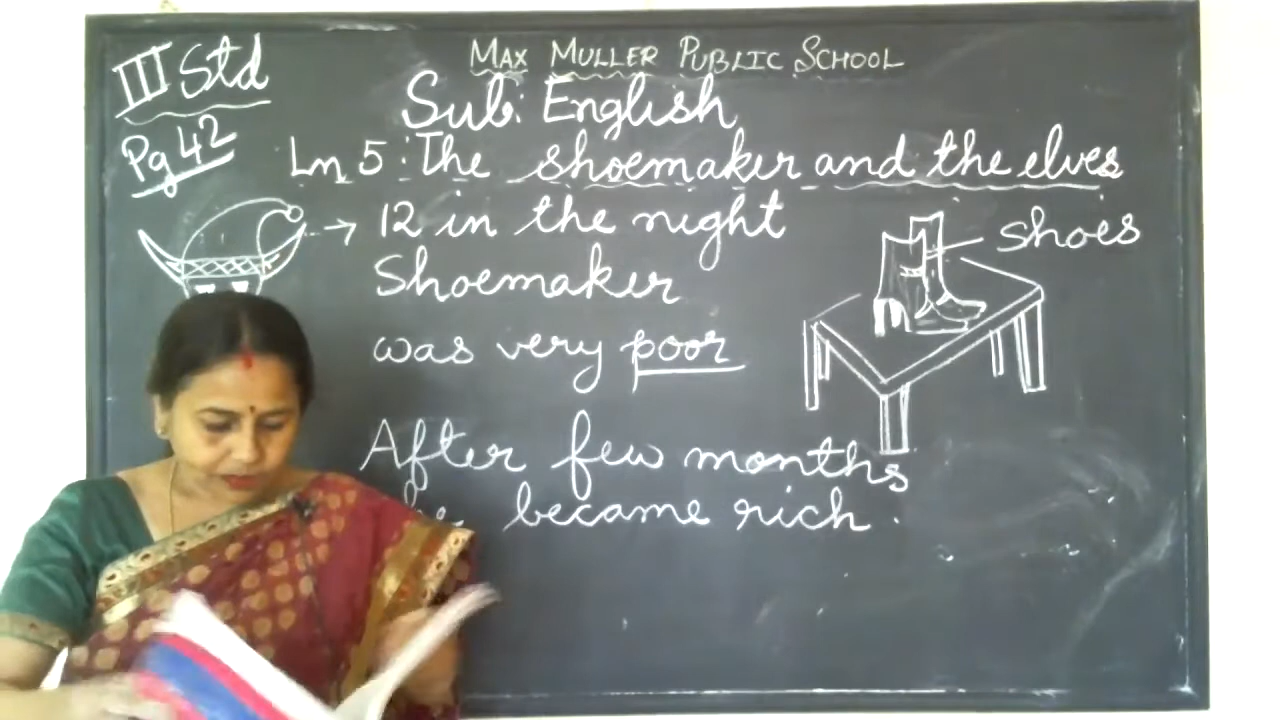 III Std
MAX MULLER PUBLIC SCHOOL
Sub: English
Pg 42
Ln 5: The shoemaker and the elves
→ 12 in the night
shoes
Shoemaker
was very poor
After few months
became rich.